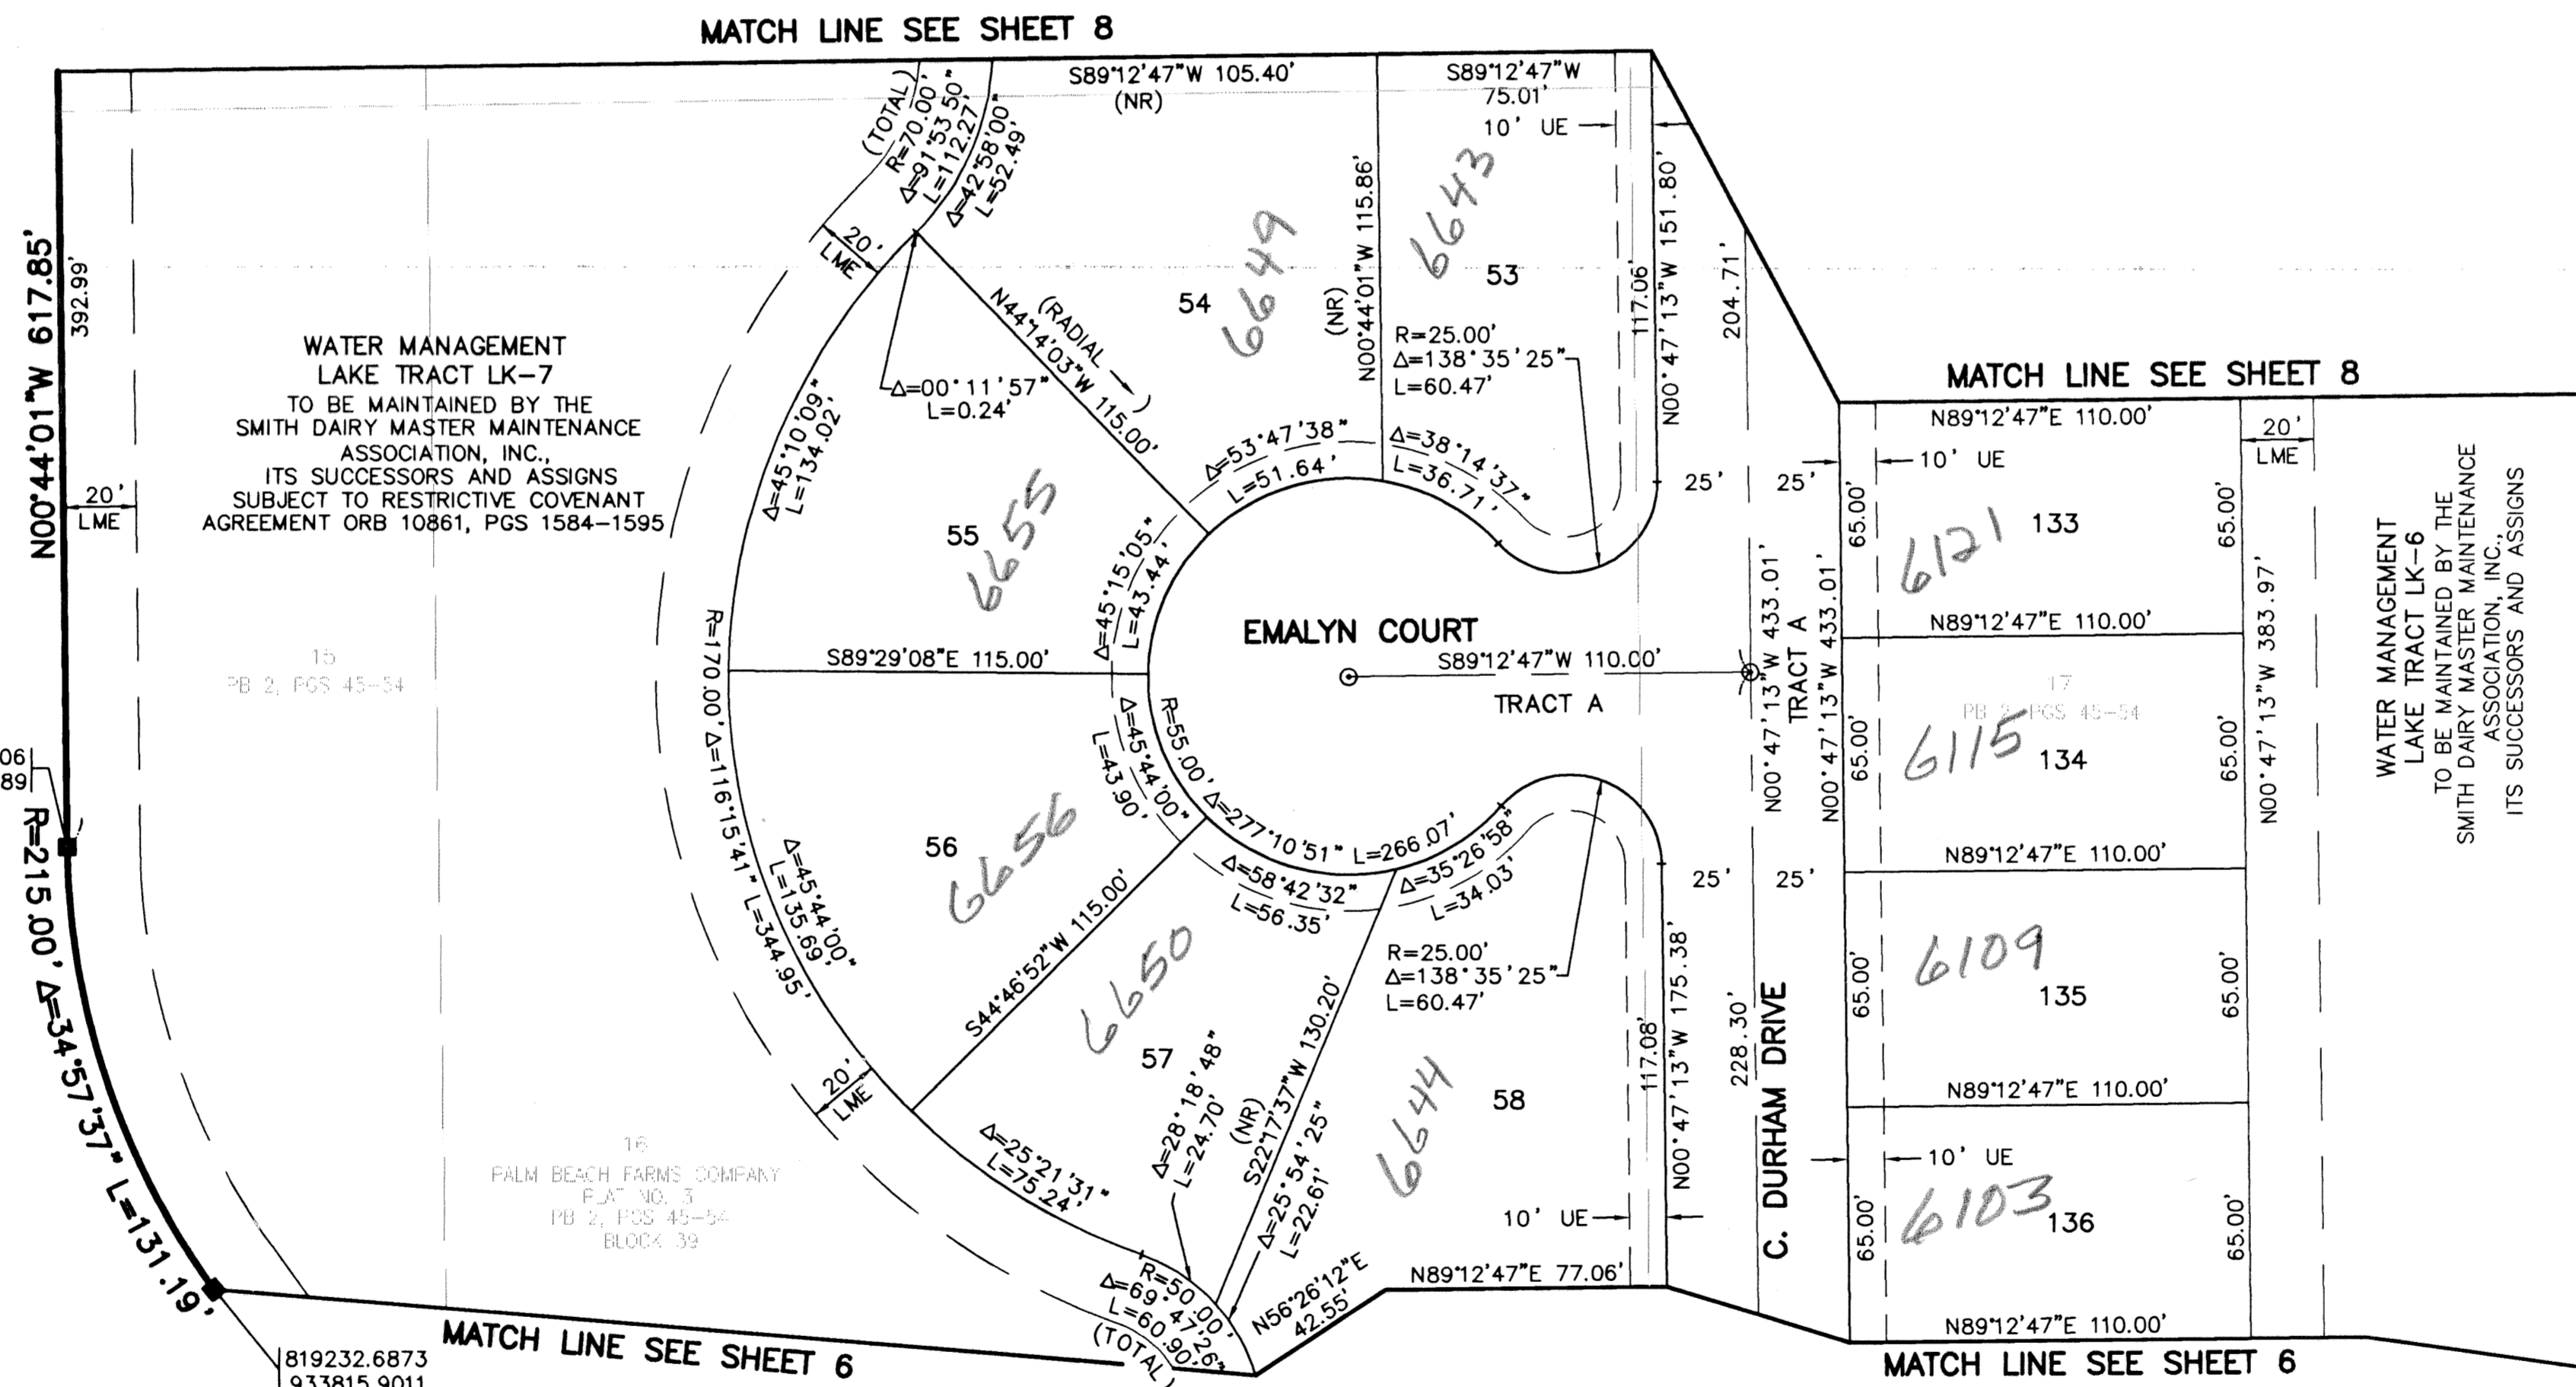 MATCH LINE SEE SHEET 8
S89°12'47"W 105.40'
(NR)
S89°12'47"W
75.01'
10' UE
(TOTAL)
R=70.00'
Δ=91°53'50"
L=112.27'
Δ=42°58'00"
L=52.49'
20'
LME
N00°44'01"W 617.85'
392.99'
20'
LME
WATER MANAGEMENT
LAKE TRACT LK-7
TO BE MAINTAINED BY THE
SMITH DAIRY MASTER MAINTENANCE
ASSOCIATION, INC.,
ITS SUCCESSORS AND ASSIGNS
SUBJECT TO RESTRICTIVE COVENANT
AGREEMENT ORB 10861, PGS 1584-1595
54
6649
(RADIAL
N44°14'03"W 115.00'
Δ=00°11'57"
L=0.24'
(NR)
N00°44'01"W 115.86'
6643
53
R=25.00'
Δ=138°35'25"
L=60.47'
117.06'
N00°47'13"W 151.80'
204.71'
Δ=53°47'38"
L=51.64'
Δ=38°14'37"
L=36.71'
Δ=45°10'09"
L=134.02'
55
6655
Δ=45°15'05"
L=43.44'
25'
25'
MATCH LINE SEE SHEET 8
N89°12'47"E 110.00'
10' UE
20'
LME
65.00'
6121
133
65.00'
N89°12'47"E 110.00'
EMALYN COURT
S89°12'47"W 110.00'
TRACT A
S89°29'08"E 115.00'
N00°47'13"W 433.01'
TRACT A
N00°47'13"W 433.01'
15
PB 2, PGS 45-54
17
PB 2, PGS 45-54
65.00'
6115
134
65.00'
N00°47'13"W 383.97'
N89°12'47"E 110.00'
WATER MANAGEMENT
LAKE TRACT LK-6
TO BE MAINTAINED BY THE
SMITH DAIRY MASTER MAINTENANCE
ASSOCIATION, INC.,
ITS SUCCESSORS AND ASSIGNS
06
89
R=215.00' Δ=34°57'37" L=131.19'
R=170.00' Δ=116°15'41" L=344.95'
R=55.00' Δ=277°10'51" L=266.07'
Δ=45°44'00"
L=43.90'
56
6656
Δ=45°44'00"
L=135.69'
Δ=58°42'32"
L=56.35'
Δ=35°26'58"
L=34.03'
S44°46'52"W 115.00'
6650
57
R=25.00'
Δ=138°35'25"
L=60.47'
25'
25'
65.00'
6109
135
65.00'
N89°12'47"E 110.00'
20'
LME
Δ=28°18'48"
L=24.70'
(NR)
S22°17'37"W 130.20'
Δ=25°54'25"
L=22.61'
6644
58
117.08'
N00°47'13"W 175.38'
228.30'
C. DURHAM DRIVE
Δ=25°21'31"
L=75.24'
10' UE
10' UE
65.00'
6103
136
65.00'
16
PALM BEACH FARMS COMPANY
PLAT NO. 3
PB 2, PGS 45-54
BLOCK 39
N89°12'47"E 77.06'
N56°26'12"E
42.55'
R=50.00'
Δ=69°47'26"
L=60.90'
(TOTAL)
N89°12'47"E 110.00'
MATCH LINE SEE SHEET 6
MATCH LINE SEE SHEET 6
819232.6873
933815.9011